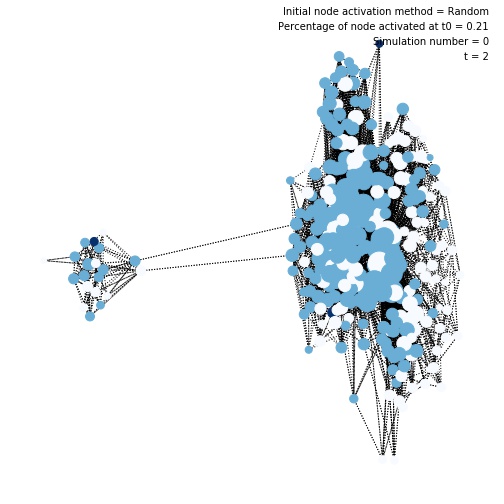 Initial node activation method = Random
Percentage of node activated at t0 = 0.21
Simulation number = 0
t = 2